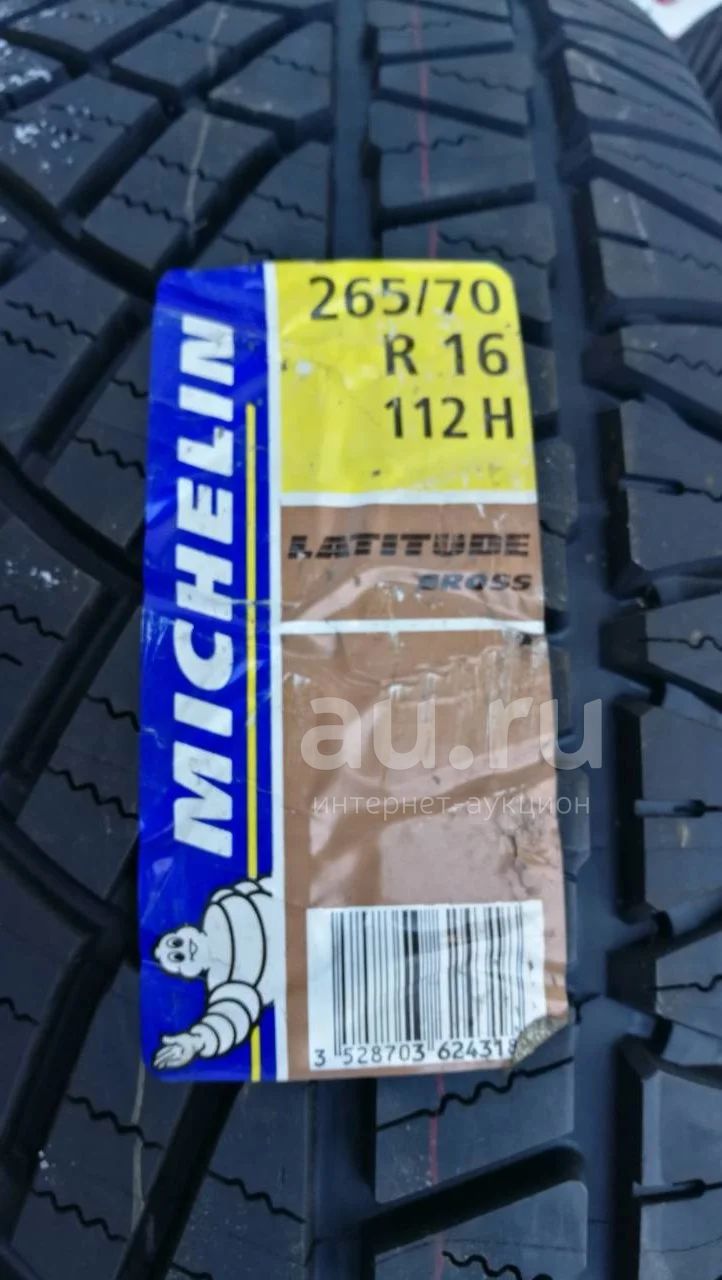 265/70
R 16
112 H
MICHELIN
LATITUDE
CROSS
au.ru
интернет-аукцион
3 528703 624318